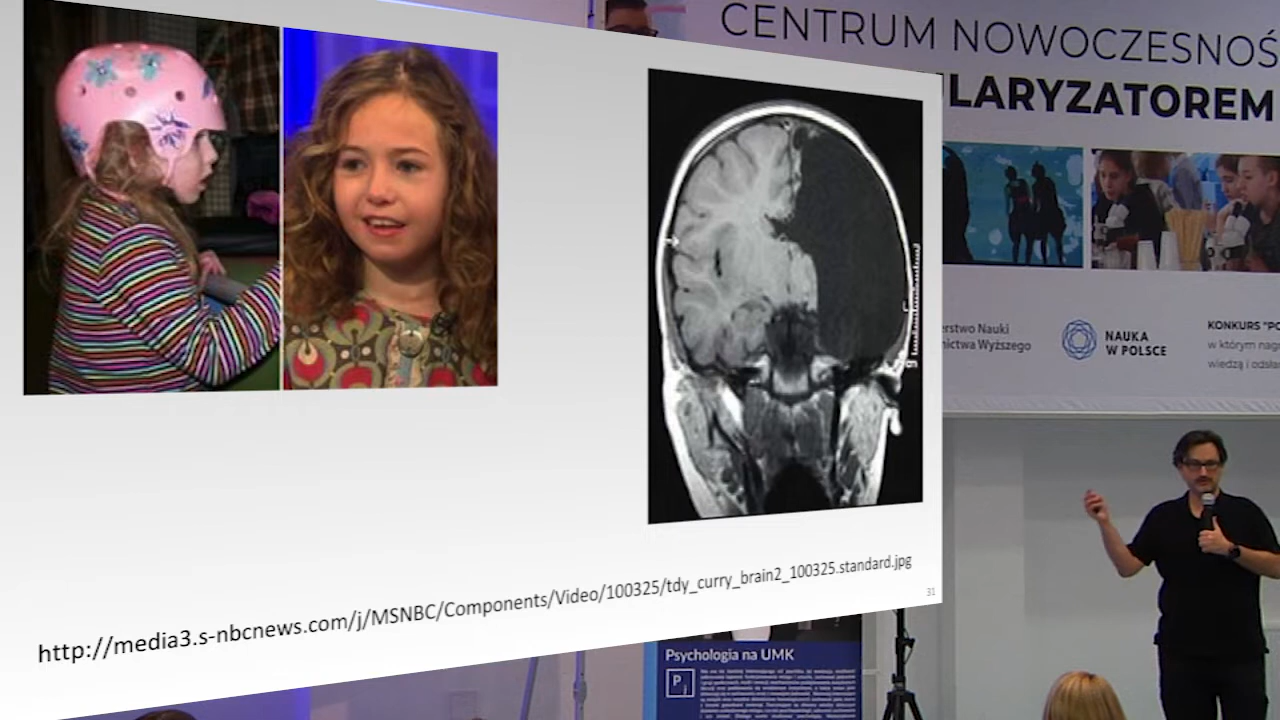 CENTRUM NOWOCZESNOŚ
LARYZATOREM
erstwo Nauki
nictwa Wyższego
NAUKA
W POLSCE
KONKURS "PO
w którym nag
wiedzą i odsła
http://media3.s-nbcnews.com/j/MSNBC/Components/Video/100325/tdy_curry_brain2_100325.standard.jpg
31
Psychologia na UMK